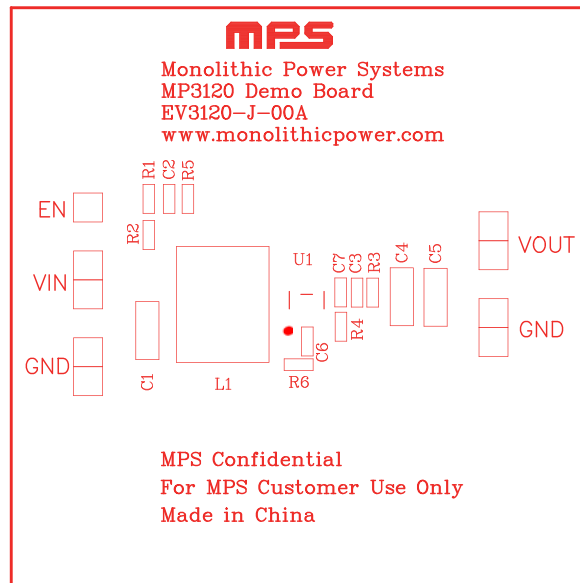 mps
Monolithic Power Systems
MP3120 Demo Board
EV3120-J-00A
www.monolithicpower.com
R1
C2
R5
EN
R2
VOUT
VIN
U1
C7
C3
R3
C4
C5
GND
C1
L1
R4
C6
R6
GND
MPS Confidential
For MPS Customer Use Only
Made in China